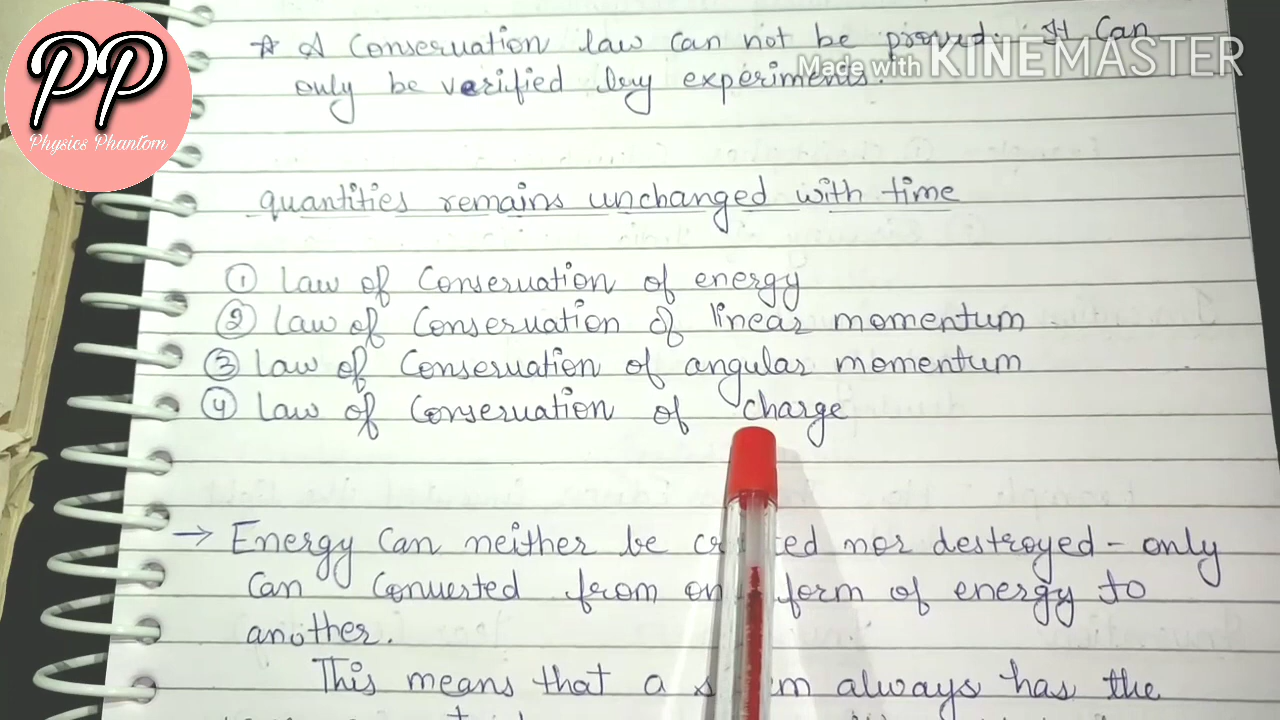 PP
Physics Phantom
Made with KINEMASTER
☆ A Conservation law can not be proved. It Can
only be verified by experiments.
quantities remains unchanged with time
① Law of Conservation of energy
② Law of Conservation of linear momentum
③ Law of Conservation of angular momentum
④ Law of Conservation of charge
→ Energy Can neither be nor destroyed - only
Can Converted from form of energy to
another.
This means that a always has the